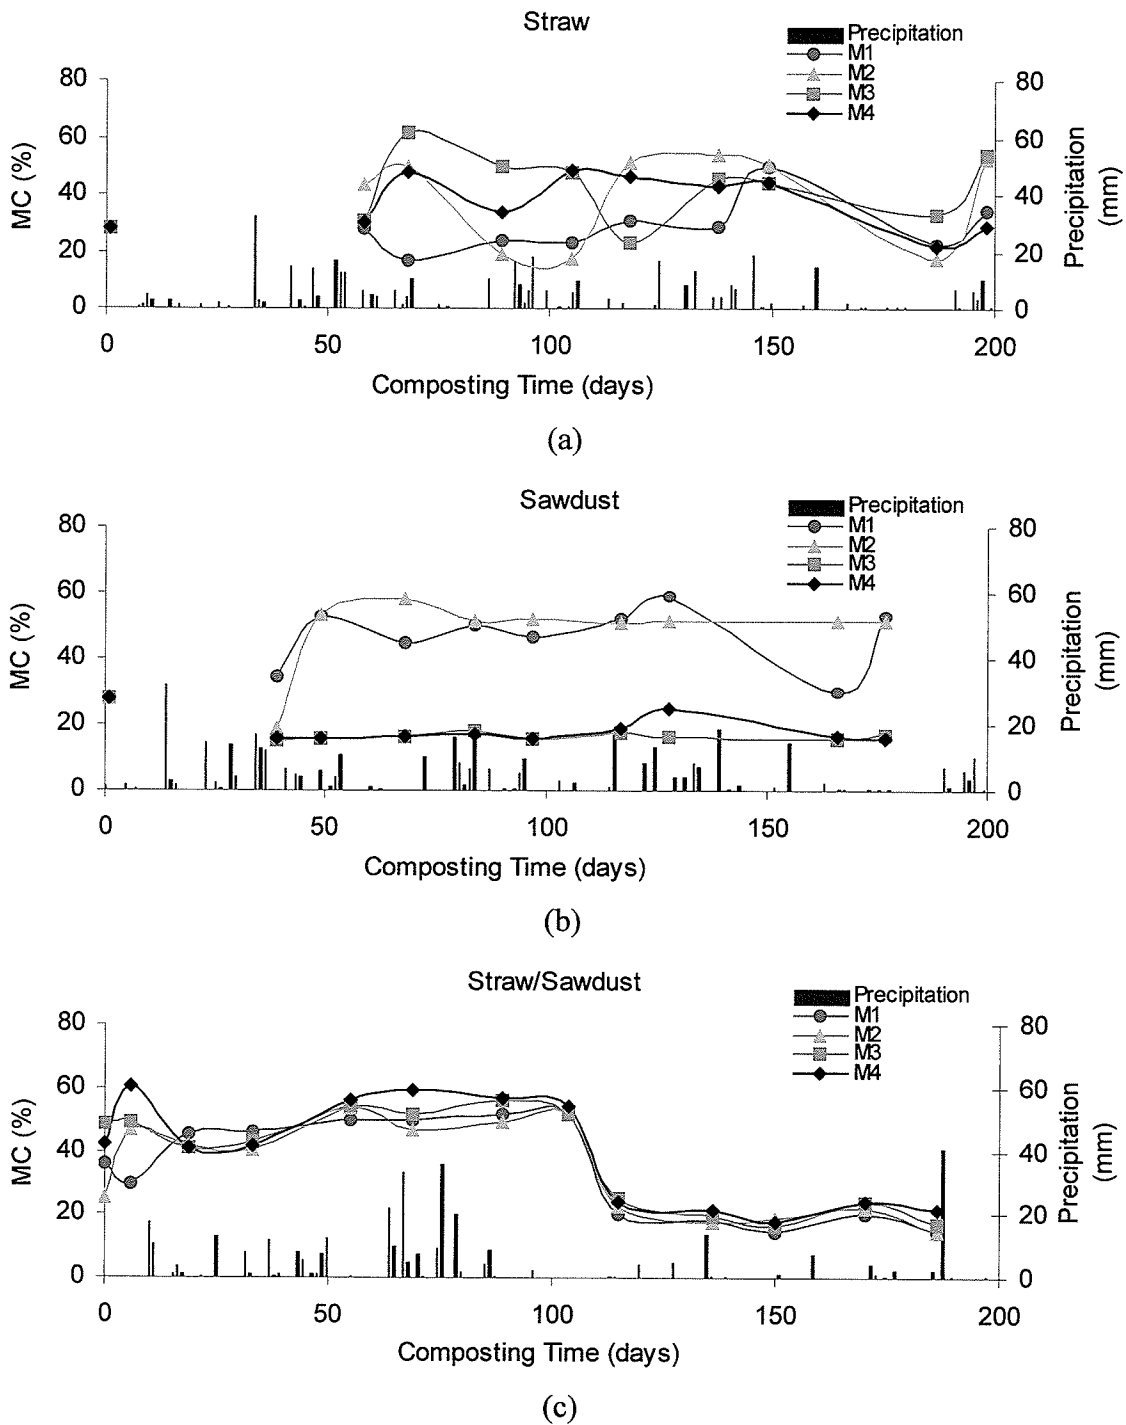 Straw
Precipitation
M1
M2
M3
M4
80
60
40
20
0
MC (%)
80
60
40
20
0
Precipitation
(mm)
0 50 100 150 200
Composting Time (days)
(a)
Sawdust
Precipitation
M1
M2
M3
M4
80
60
40
20
0
MC (%)
80
60
40
20
0
Precipitation
(mm)
0 50 100 150 200
Composting Time (days)
(b)
Straw/Sawdust
Precipitation
M1
M2
M3
M4
80
60
40
20
0
MC (%)
80
60
40
20
0
Precipitation
(mm)
0 50 100 150 200
Composting Time (days)
(c)